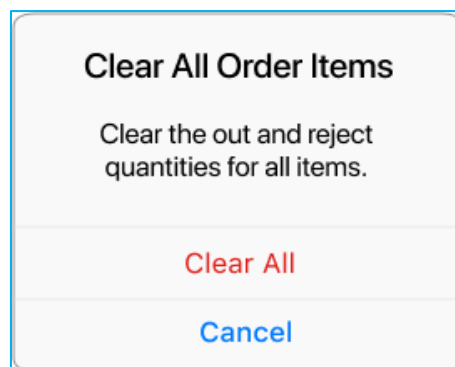 Clear All Order Items
Clear the out and reject
quantities for all items.
Clear All
Cancel